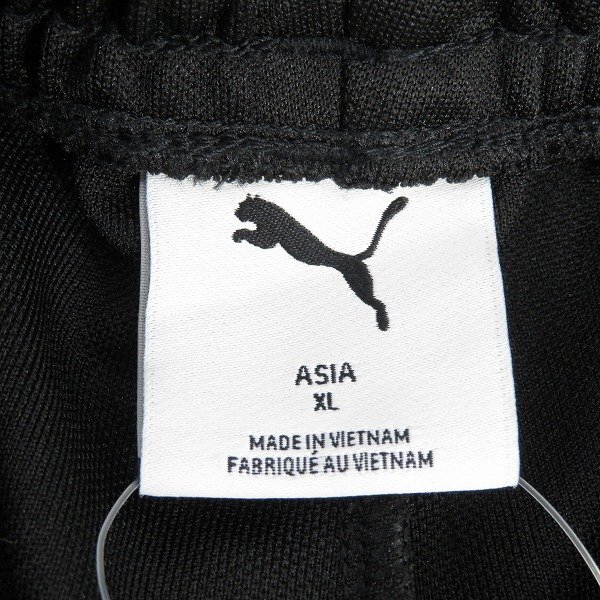 ASIA
XL
MADE IN VIETNAM
FABRIQUÉ AU VIETNAM